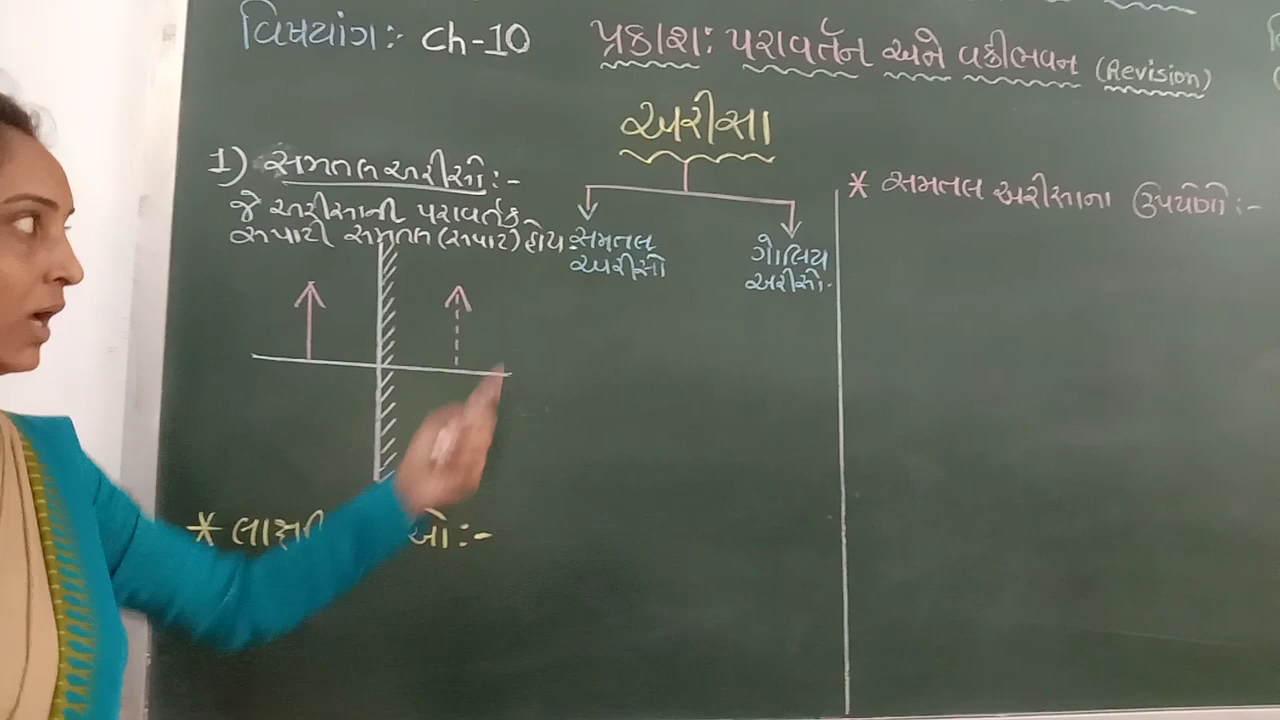 વિષયાંગ:- Ch-10 પ્રકાશ: પરાવર્તન અને વક્રીભવન (Revision)
અરીસા
1) સમતલ અરીસો:-
જે અરીસાની પરાવર્તક
સપાટી સમતલ (સપાટ) હોય.
સમતલ
અરીસો
ગોલિય
અરીસો.
* સમતલ અરીસાના ઉપયોગો:-